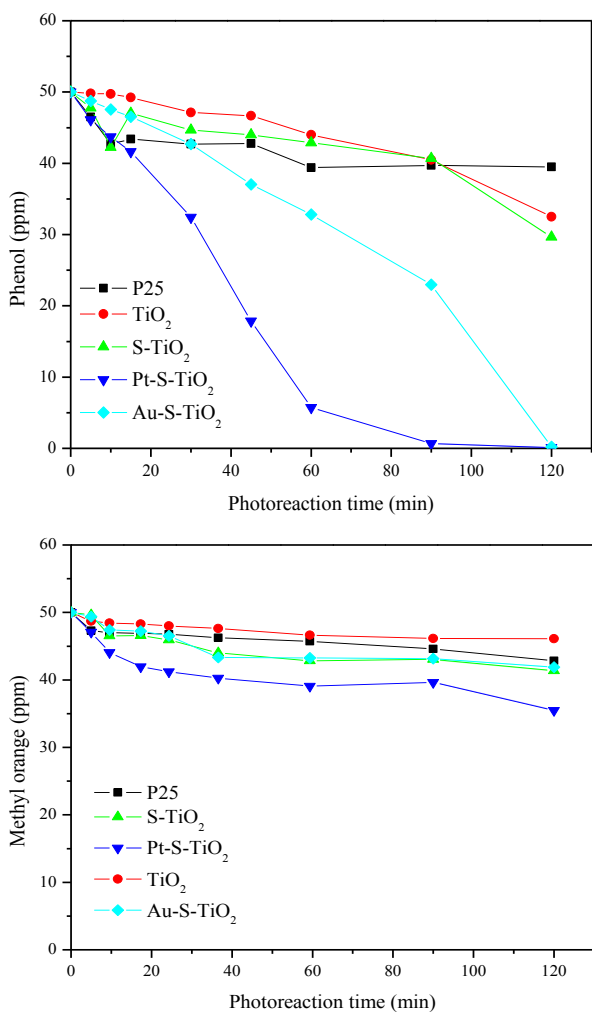 60
50
40
30
20
10
0
Phenol (ppm)
P25
TiO₂
S-TiO₂
Pt-S-TiO₂
Au-S-TiO₂
0 20 40 60 80 100 120
Photoreaction time (min)
60
50
40
30
20
10
0
Methyl orange (ppm)
P25
S-TiO₂
Pt-S-TiO₂
TiO₂
Au-S-TiO₂
0 20 40 60 80 100 120
Photoreaction time (min)